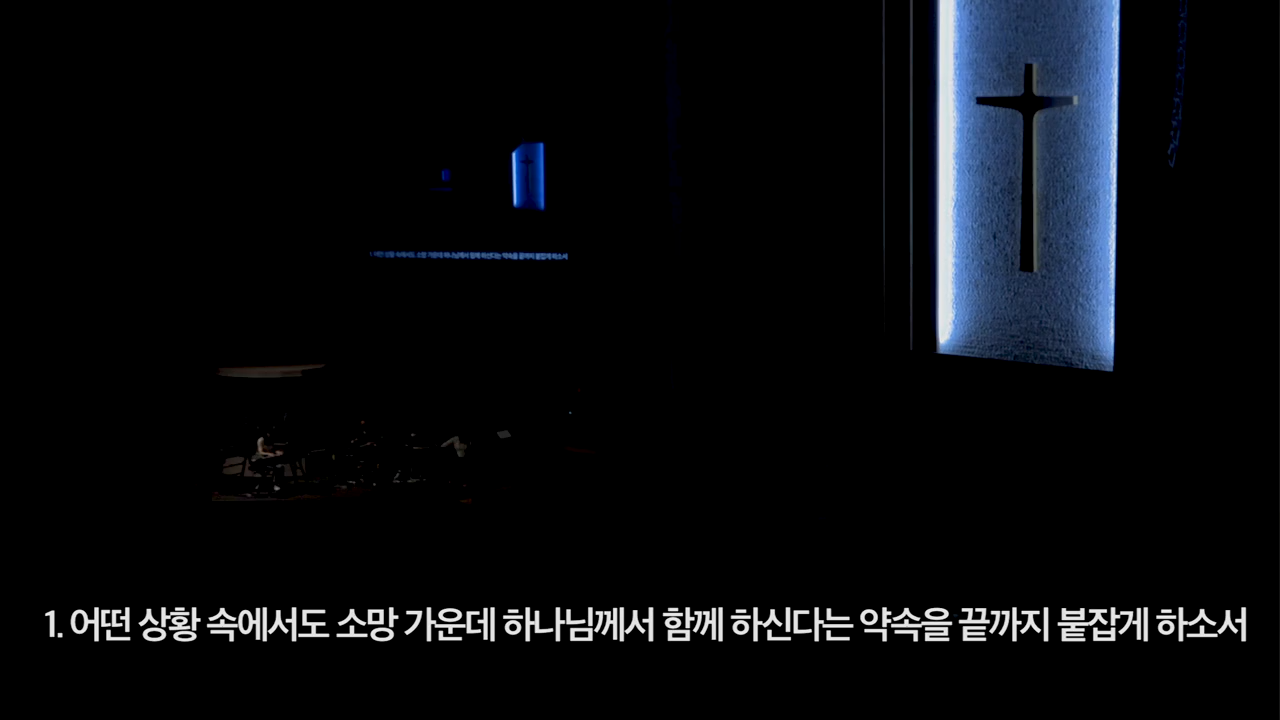 1. 어떤 상황 속에서도 소망 가운데 하나님께서 함께 하신다는 약속을 끝까지 붙잡게 하소서